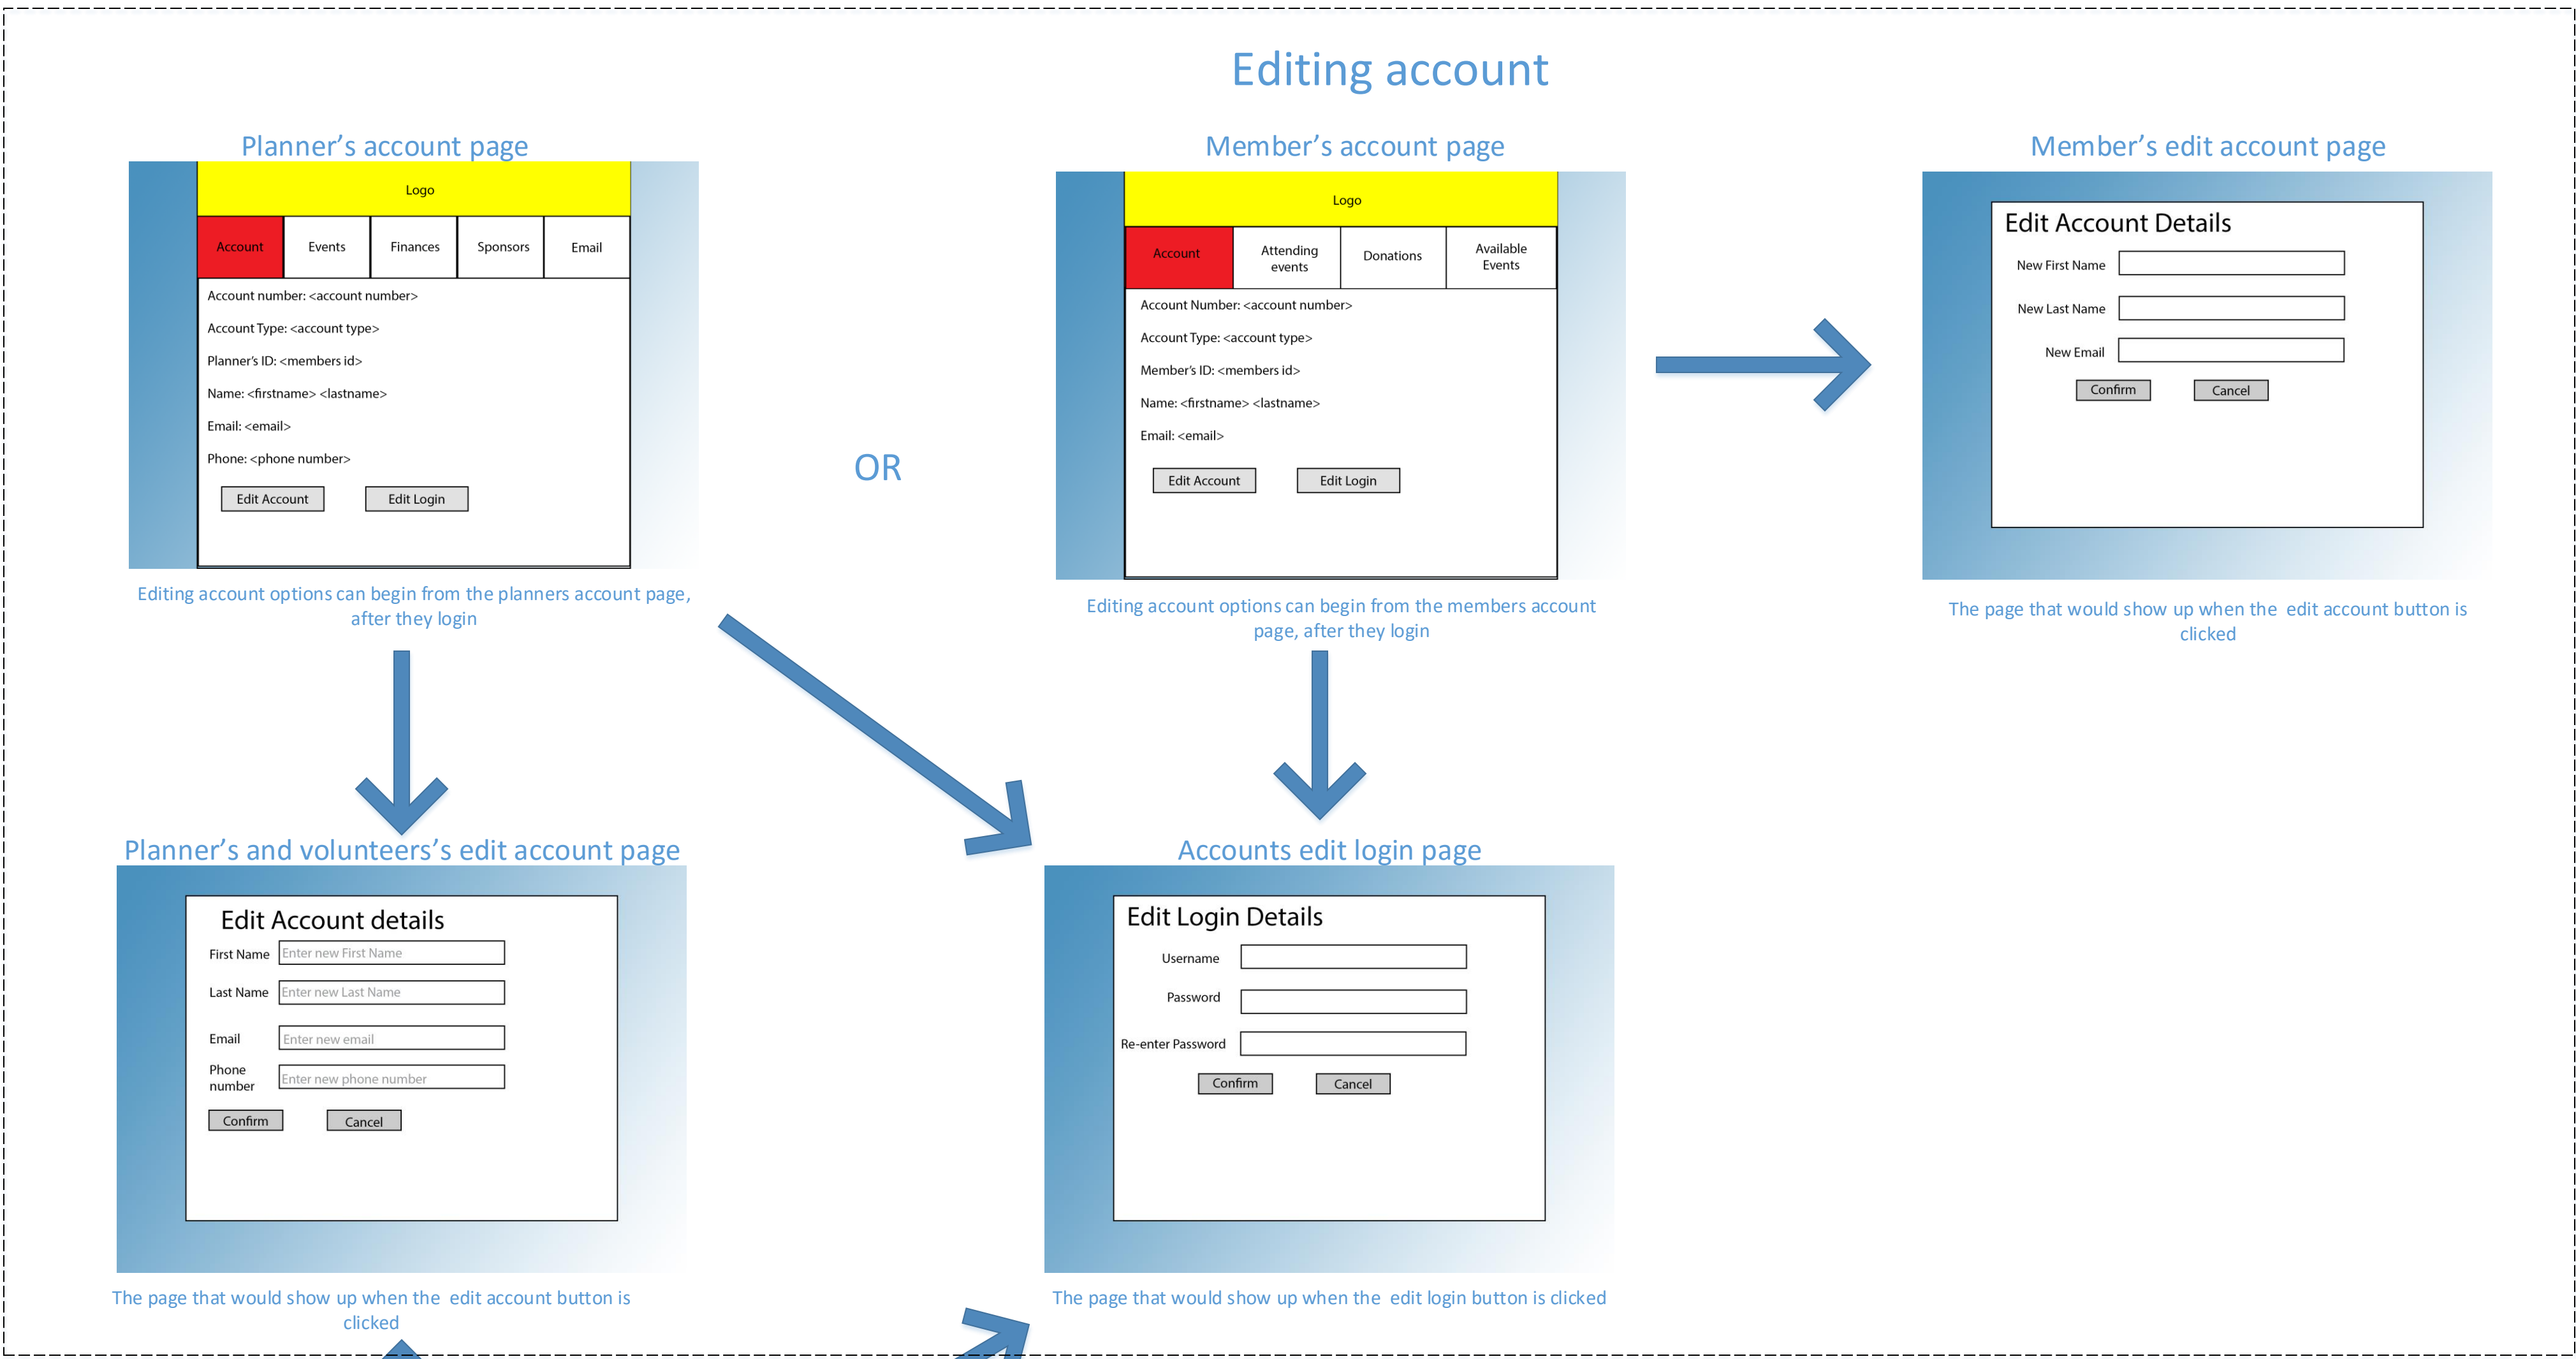 Editing account
Planner's account page
Logo
Account
Events
Finances
Sponsors
Email
Account number: <account number>
Account Type: <account type>
Planner's ID: <members id>
Name: <firstname> <lastname>
Email: <email>
Phone: <phone number>
Edit Account
Edit Login
Editing account options can begin from the planners account page,
after they login
OR
Member's account page
Logo
Account
Attending
events
Donations
Available
Events
Account Number: <account number>
Account Type: <account type>
Member's ID: <members id>
Name: <firstname> <lastname>
Email: <email>
Edit Account
Edit Login
Editing account options can begin from the members account
page, after they login
Member's edit account page
Edit Account Details
New First Name
New Last Name
New Email
Confirm
Cancel
The page that would show up when the edit account button is
clicked
Planner's and volunteers's edit account page
Edit Account details
First Name Enter new First Name
Last Name Enter new Last Name
Email Enter new email
Phone
number Enter new phone number
Confirm
Cancel
The page that would show up when the edit account button is
clicked
Accounts edit login page
Edit Login Details
Username
Password
Re-enter Password
Confirm
Cancel
The page that would show up when the edit login button is clicked